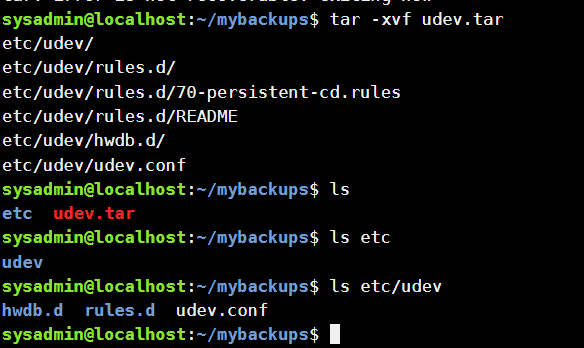 sysadmin@localhost:~/mybackups$ tar -xvf udev.tar
etc/udev/
etc/udev/rules.d/
etc/udev/rules.d/70-persistent-cd.rules
etc/udev/rules.d/README
etc/udev/hwdb.d/
etc/udev/udev.conf
sysadmin@localhost:~/mybackups$ ls
etc  udev.tar
sysadmin@localhost:~/mybackups$ ls etc
udev
sysadmin@localhost:~/mybackups$ ls etc/udev
hwdb.d  rules.d  udev.conf
sysadmin@localhost:~/mybackups$